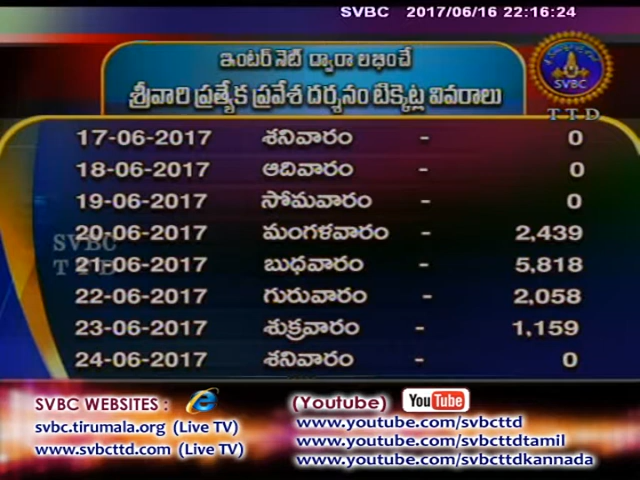 SVBC 2017/06/16 22:16:24
ఇంటర్ నెట్ ద్వారా లభించే
శ్రీవారి ప్రత్యేక ప్రవేశ దర్శనం టిక్కెట్ల వివరాలు
SVBC
TTD
17-06-2017 శనివారం - 0
18-06-2017 ఆదివారం - 0
19-06-2017 సోమవారం - 0
20-06-2017 మంగళవారం - 2,439
SVBC
21-06-2017 బుధవారం - 5,818
TTD
22-06-2017 గురువారం - 2,058
23-06-2017 శుక్రవారం - 1,159
24-06-2017 శనివారం - 0
SVBC WEBSITES :
svbc.tirumala.org (Live TV)
www.svbcttd.com (Live TV)
(Youtube) YouTube
www.youtube.com/svbcttd
www.youtube.com/svbcttdtamil
www.youtube.com/svbcttdkannada